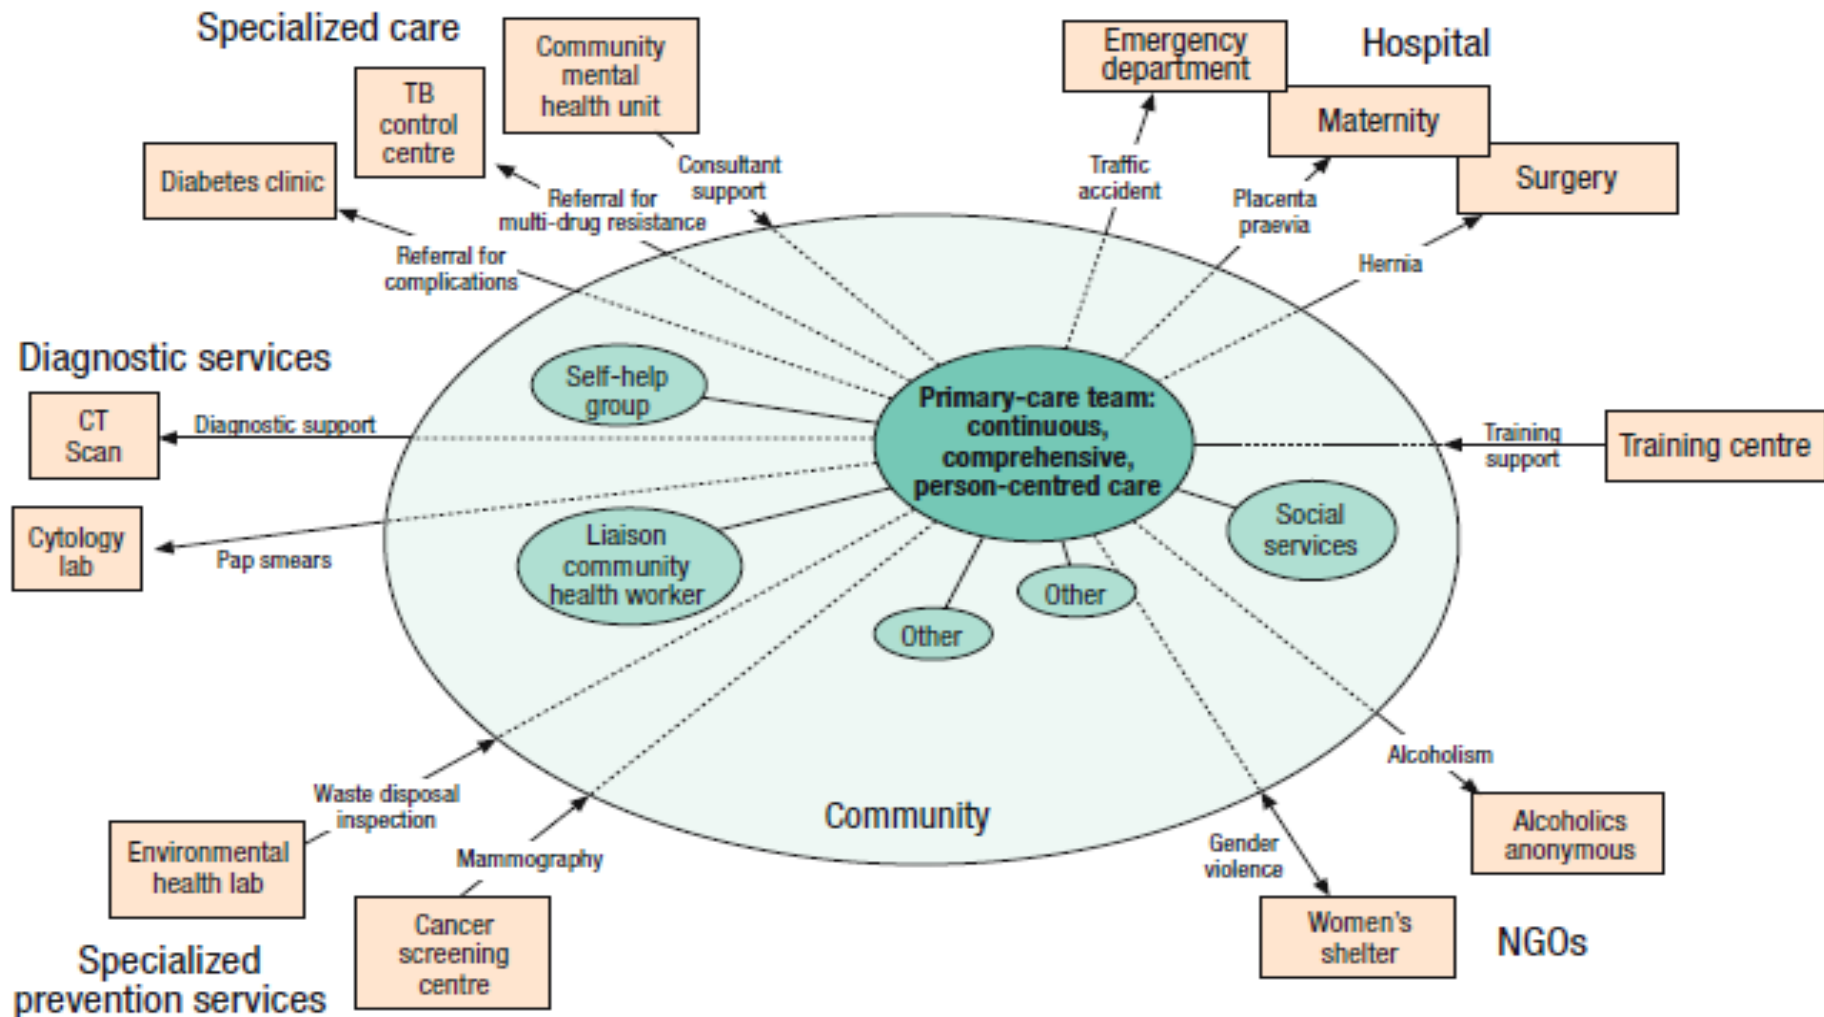 Specialized care
Community
mental
health unit
TB
control
centre
Diabetes clinic
Consultant
support
Referral for
multi-drug resistance
Referral for
complications
Emergency
department
Hospital
Maternity
Surgery
Traffic
accident
Placenta
praevia
Hernia
Diagnostic services
CT
Scan
Diagnostic support
Cytology
lab
Pap smears
Self-help
group
Primary-care team:
continuous,
comprehensive,
person-centred care
Liaison
community
health worker
Other
Other
Social
services
Training
support
Training centre
Community
Waste disposal
inspection
Environmental
health lab
Mammography
Cancer
screening
centre
Specialized
prevention services
Alcoholism
Alcoholics
anonymous
Gender
violence
Women's
shelter
NGOs